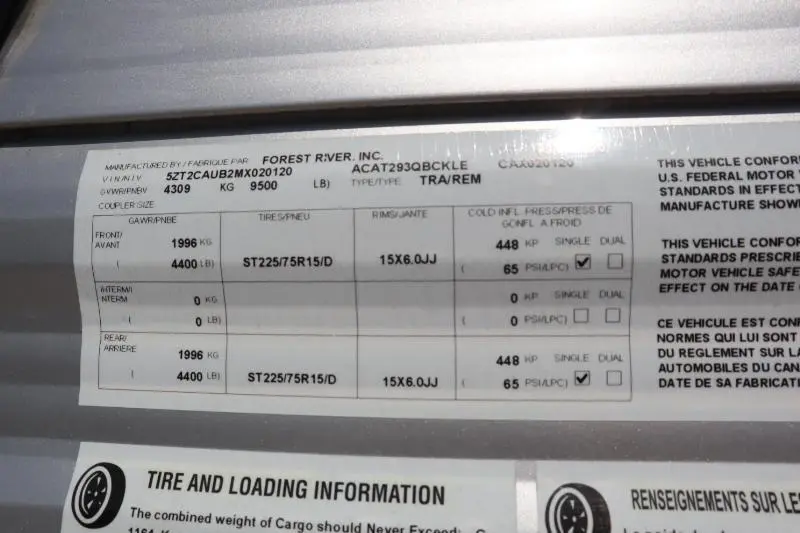 MANUFACTURED BY / FABRIQUE PAR FOREST RIVER, INC.
V I N / N I V 5ZT2CAUB2MX020120 ACAT293QBCKLE CAX020120
GVWR/PNBV 4309 KG 9500 LB) TYPE/TYPE: TRA/REM
COUPLER SIZE
GAWR/PNBE TIRES/PNEU RIMS/JANTE COLD INFL PRESS/PRESS DE
GONFL A FROID
FRONT/
AVANT 1996 KG 448 KP SINGLE DUAL
( 4400 LB) ST225/75R15/D 15X6.0JJ ( 65 PSI/LPC)
INTERM/I
NTERM 0 KG 0 KP SINGLE DUAL
( 0 LB) ( 0 PSI/LPC)
REAR/
ARRIERE 1996 KG 448 KP SINGLE DUAL
( 4400 LB) ST225/75R15/D 15X6.0JJ ( 65 PSI/LPC)
THIS VEHICLE CONFOR
U.S. FEDERAL MOTOR V
STANDARDS IN EFFECT
MANUFACTURE SHOW
THIS VEHICLE CONFOR
STANDARDS PRESCRIE
MOTOR VEHICLE SAFE
EFFECT ON THE DATE
CE VEHICULE EST CONF
NORMES QUI LUI SONT
DU REGLEMENT SUR LA
AUTOMOBILES DU CAN
DATE DE SA FABRICATI
TIRE AND LOADING INFORMATION
The combined weight of Cargo should Never Exceed:
RENSEIGNEMENTS SUR LES